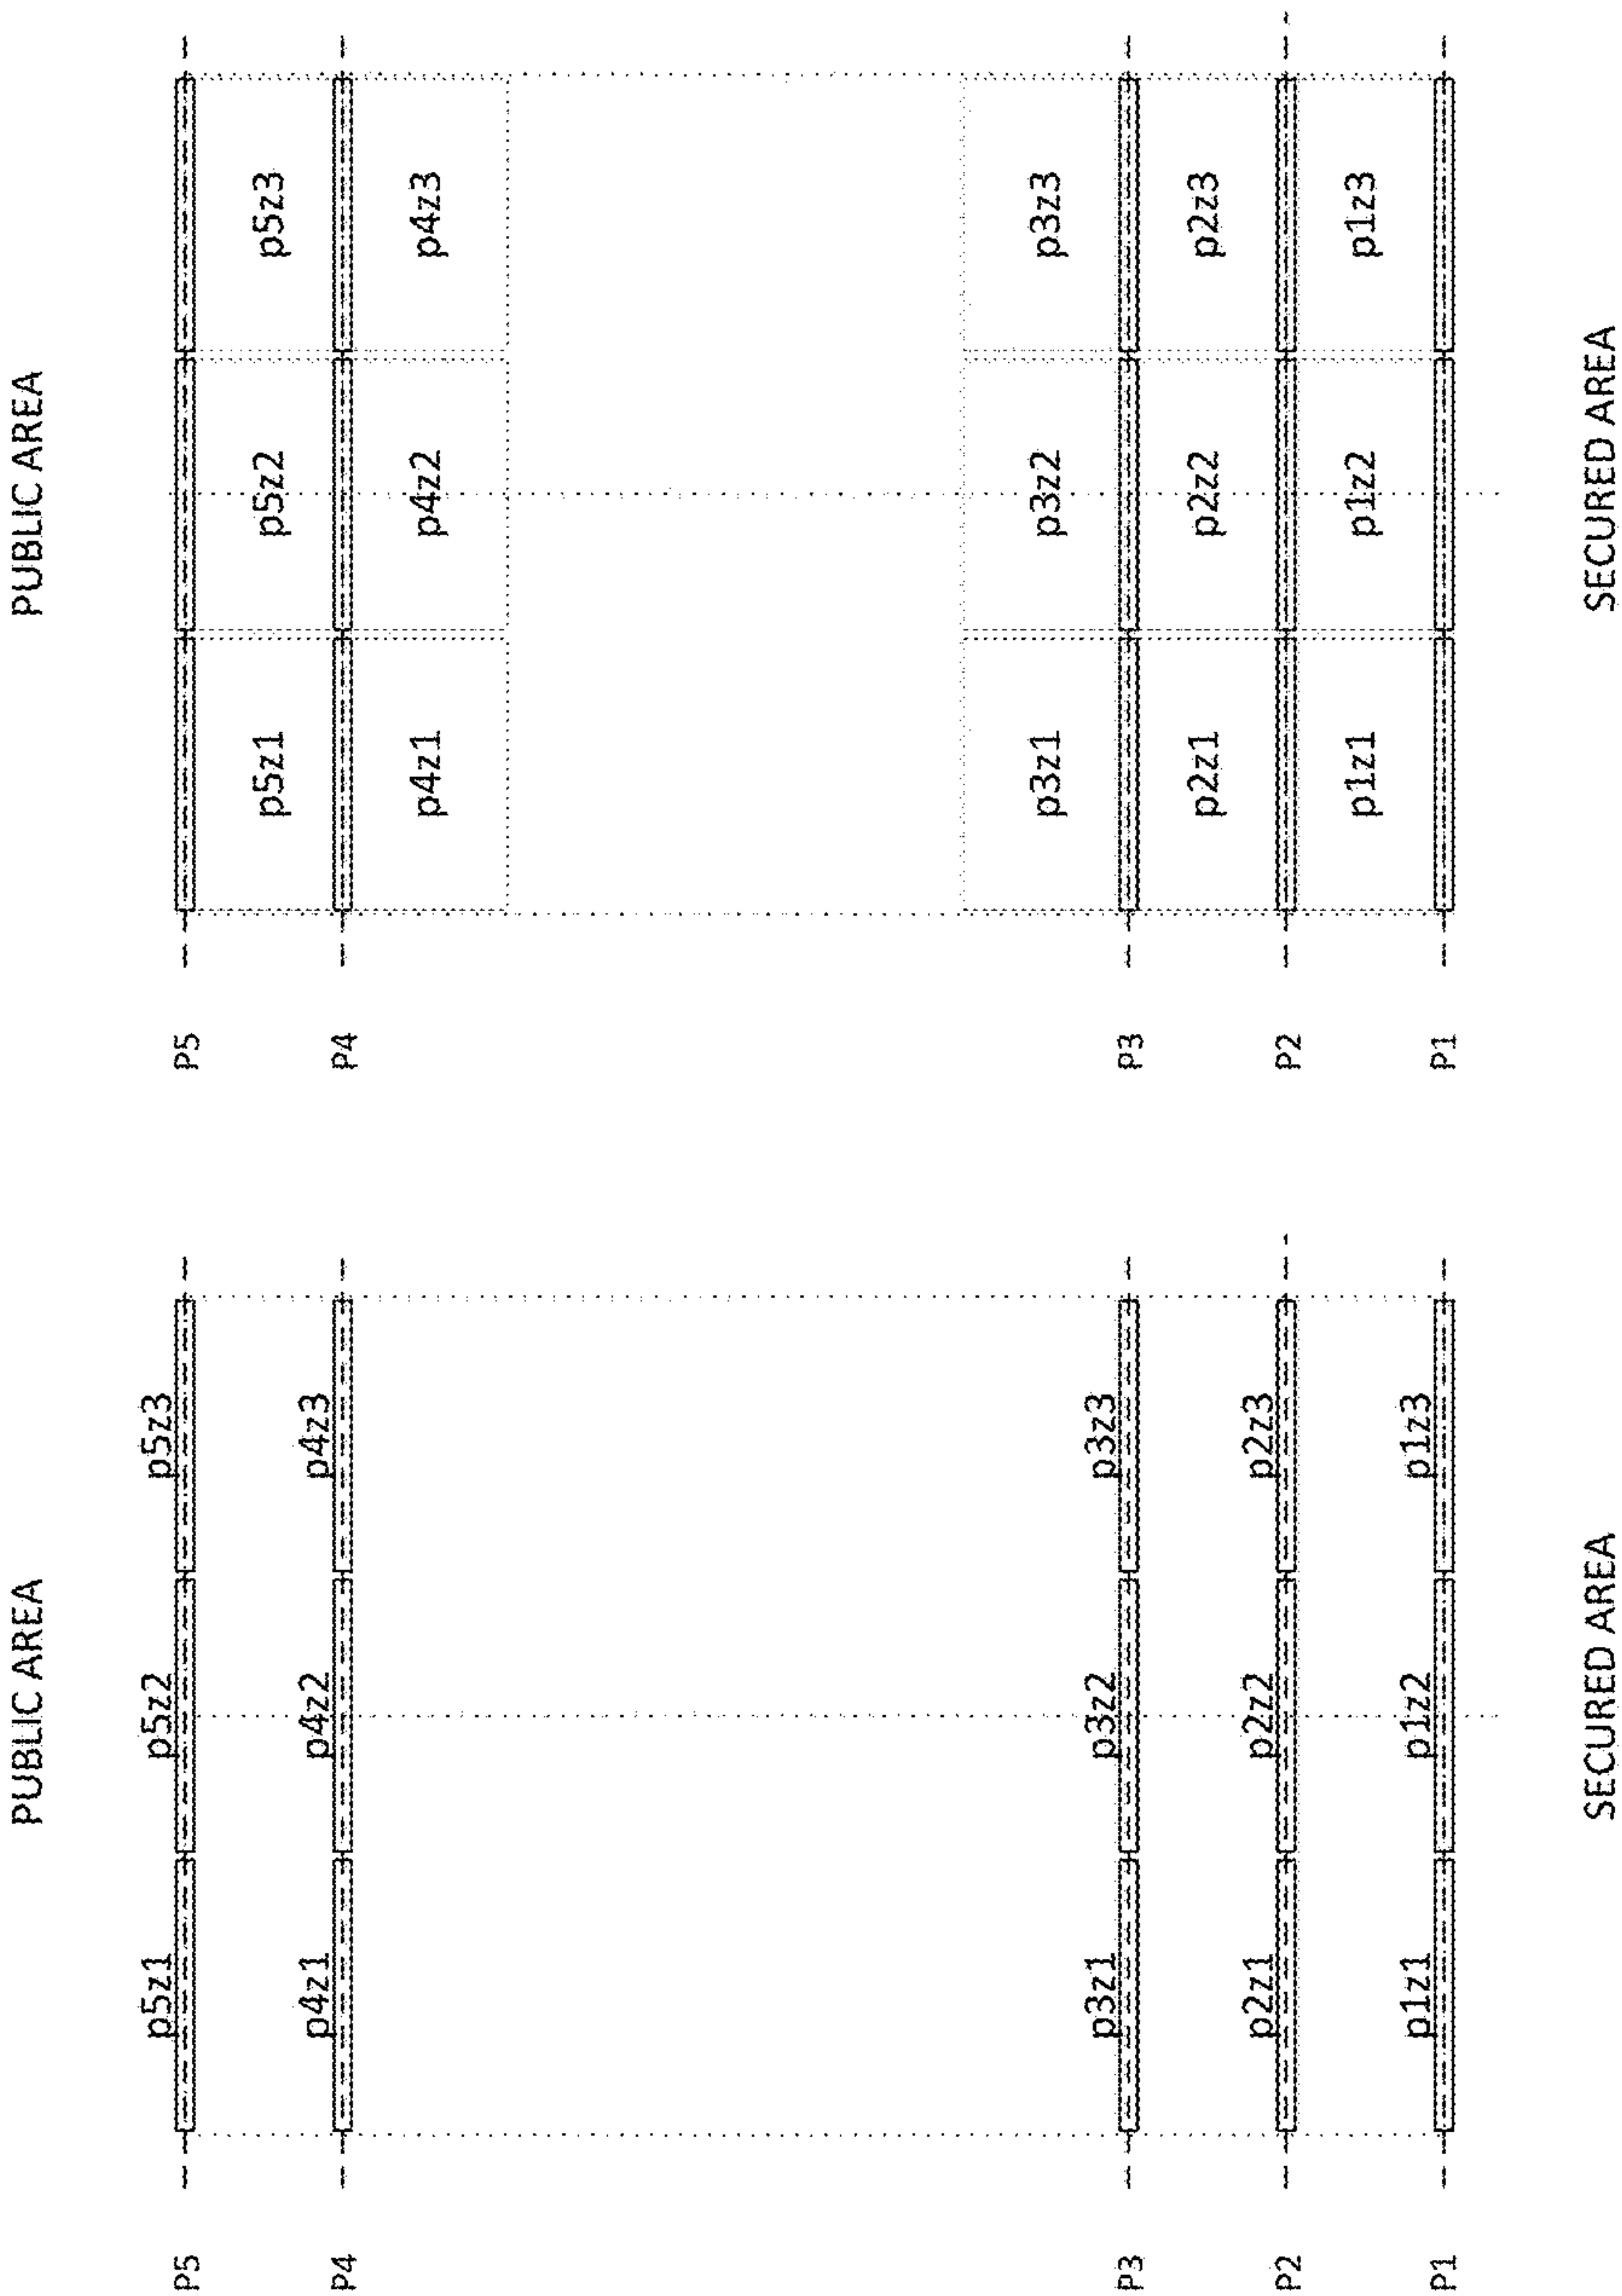 PUBLIC AREA
p5z1 p5z2 p5z3
P5
p4z1 p4z2 p4z3
P4
p3z1 p3z2 p3z3
P3
p2z1 p2z2 p2z3
P2
p1z1 p1z2 p1z3
P1
SECURED AREA
PUBLIC AREA
P5
p5z1 p5z2 p5z3
P4
p4z1 p4z2 p4z3
p3z1 p3z2 p3z3
P3
p2z1 p2z2 p2z3
P2
p1z1 p1z2 p1z3
P1
SECURED AREA